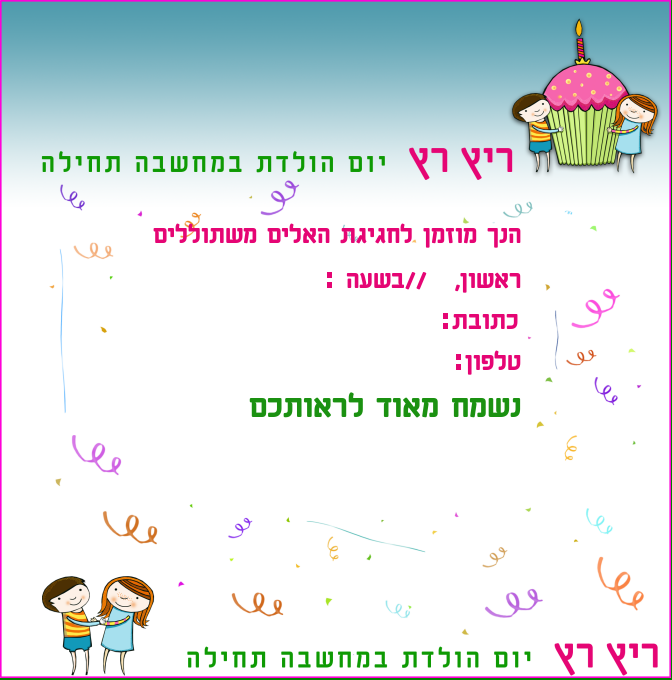 ריץ רץ יום הולדת במחשבה תחילה
הנך מוזמן לחגיגת האלים משתוללים
ראשון, //בשעה :
כתובת:
טלפון:
נשמח מאוד לראותכם
ריץ רץ יום הולדת במחשבה תחילה